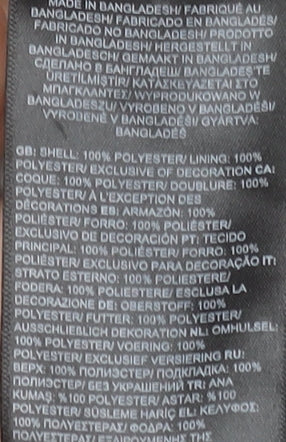 MADE IN BANGLADESH/ FABRIQUÉ AU
BANGLADESH/ FABRICADO EN BANGLADÉS/
FABRICADO NO BANGLADESH/ PRODOTTO
IN BANGLADESH/ HERGESTELLT IN
BANGLADESCH/ GEMAAKT IN BANGLADESH/
СДЕЛАНО В БАНГЛАДЕШ/ BANGLADEŞ'TE
ÜRETİLMİŞTİR/ ΚΑΤΑΣΚΕΥΑΖΕΤΑΙ ΣΤΟ
ΜΠΑΓΚΛΑΝΤΕΣ/ WYPRODUKOWANO W
BANGLADESZU/ VYROBENO V BANGLADÉŠI/
VYROBENÉ V BANGLADÉŠI/ GYÁRTVA:
BANGLADES
GB: SHELL: 100% POLYESTER/ LINING: 100%
POLYESTER/ EXCLUSIVE OF DECORATION CA:
COQUE: 100% POLYESTER/ DOUBLURE: 100%
POLYESTER/ À L'EXCEPTION DES
DÉCORATIONS ES: ARMAZÓN: 100%
POLIÉSTER/ FORRO: 100% POLIÉSTER/
EXCLUSIVO DE DECORACIÓN PT: TECIDO
PRINCIPAL: 100% POLIÉSTER/ FORRO: 100%
POLIÉSTER/ EXCLUSIVO PARA DECORAÇÃO IT:
STRATO ESTERNO: 100% POLIESTERE/
FODERA: 100% POLIESTERE/ ESCLUSA LA
DECORAZIONE DE: OBERSTOFF: 100%
POLYESTER/ FUTTER: 100% POLYESTER/
AUSSCHLIEßLICH DEKORATION NL: OMHULSEL:
100% POLYESTER/ VOERING: 100%
POLYESTER/ EXCLUSIEF VERSIERING RU:
ВЕРХ: 100% ПОЛИЭСТЕР/ ПОДКЛАДКА: 100%
ПОЛИЭСТЕР/ БЕЗ УКРАШЕНИЙ TR: ANA
KUMAŞ: %100 POLYESTER/ ASTAR: %100
POLYESTER/ SÜSLEME HARİÇ EL: ΚΕΛΥΦΟΣ:
100% ΠΟΛΥΕΣΤΕΡΑΣ/ ΦΟΔΡΑ: 100%
ΠΟΛΥΕΣΤΕΡΑΣ/ ΕΞΑΙΡΟΥΜΕΝΗΣ ΤΗΣ